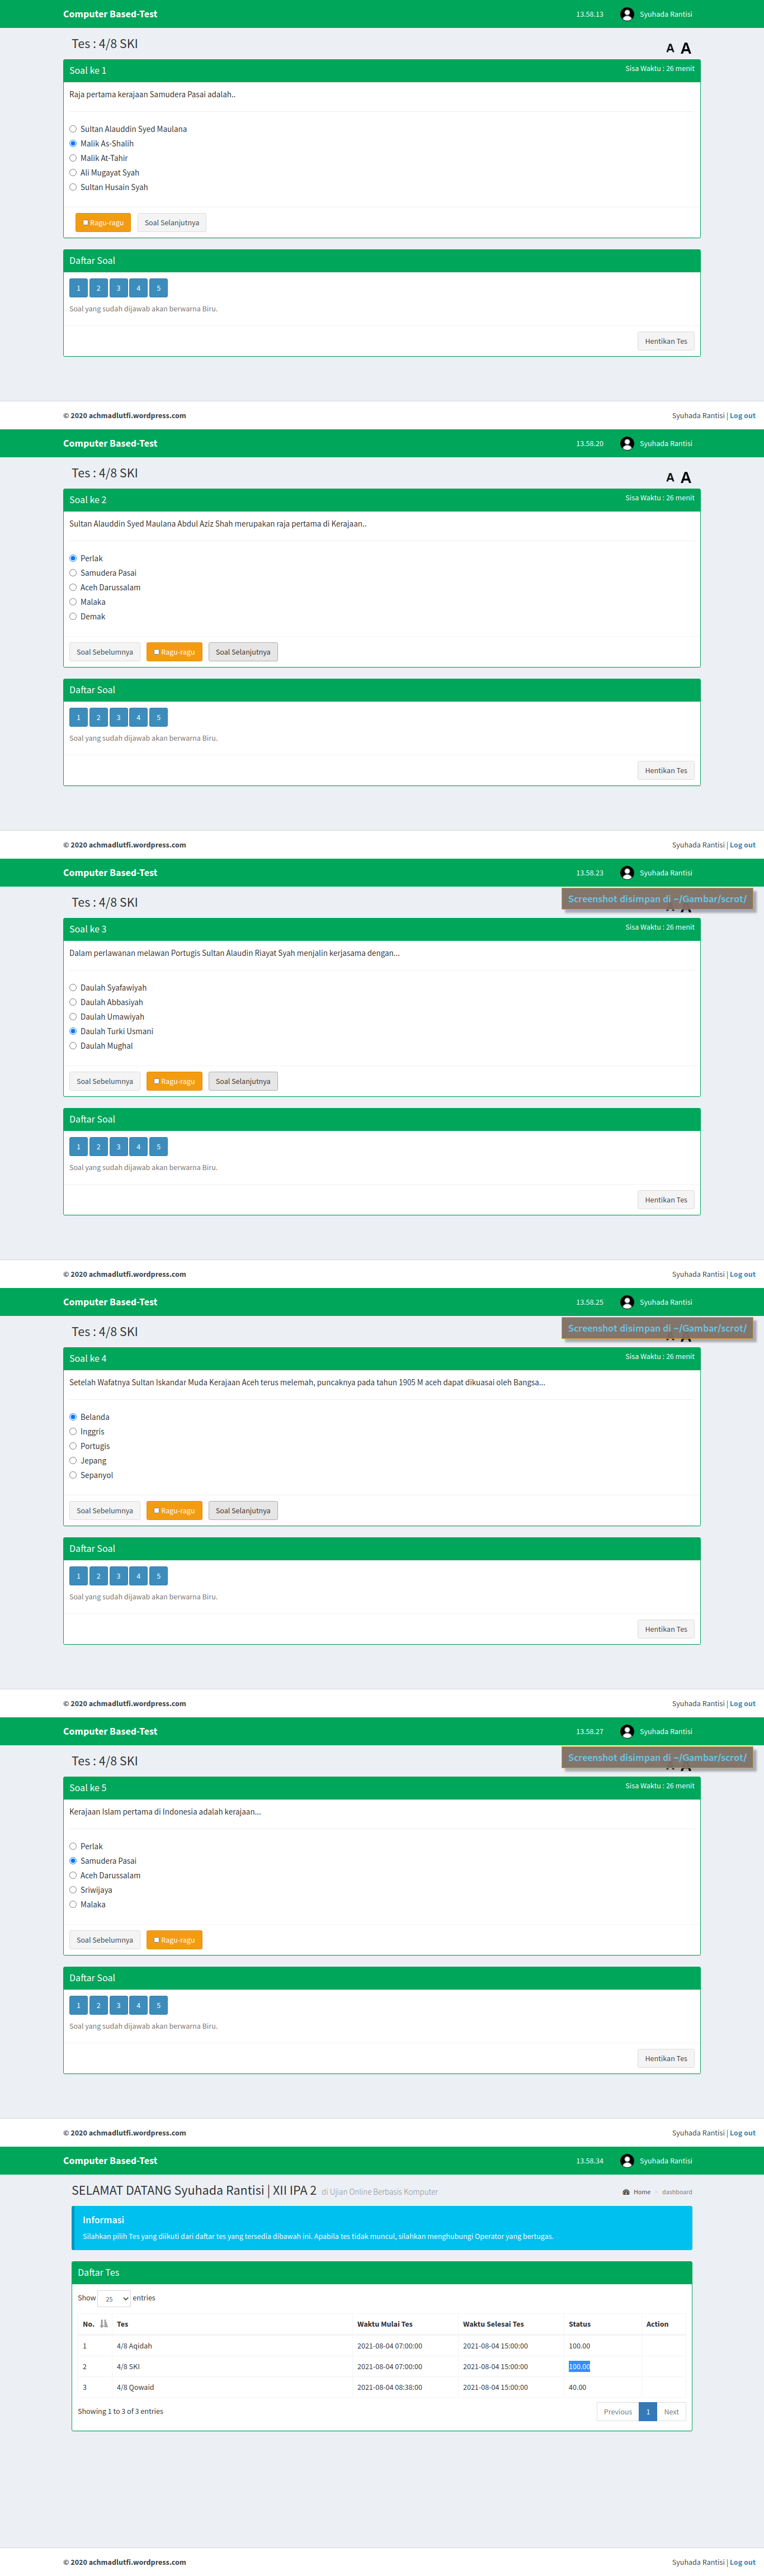 Computer Based-Test
13.58.13 Syuhada Rantisi
Tes : 4/8 SKI
A A
Soal ke 1
Sisa Waktu : 26 menit
Raja pertama kerajaan Samudera Pasai adalah..
Sultan Alauddin Syed Maulana
Malik As-Shalih
Malik At-Tahir
Ali Mugayat Syah
Sultan Husain Syah
Ragu-ragu Soal Selanjutnya
Daftar Soal
1 2 3 4 5
Soal yang sudah dijawab akan berwarna Biru.
Hentikan Tes
© 2020 achmadlutfi.wordpress.com
Syuhada Rantisi | Log out
Computer Based-Test
13.58.20 Syuhada Rantisi
Tes : 4/8 SKI
A A
Soal ke 2
Sisa Waktu : 26 menit
Sultan Alauddin Syed Maulana Abdul Aziz Shah merupakan raja pertama di Kerajaan..
Perlak
Samudera Pasai
Aceh Darussalam
Malaka
Demak
Soal Sebelumnya Ragu-ragu Soal Selanjutnya
Daftar Soal
1 2 3 4 5
Soal yang sudah dijawab akan berwarna Biru.
Hentikan Tes
© 2020 achmadlutfi.wordpress.com
Syuhada Rantisi | Log out
Computer Based-Test
13.58.23 Syuhada Rantisi
Screenshot disimpan di ~/Gambar/scrot/
Tes : 4/8 SKI
Soal ke 3
Sisa Waktu : 26 menit
Dalam perlawanan melawan Portugis Sultan Alaudin Riayat Syah menjalin kerjasama dengan...
Daulah Syafawiyah
Daulah Abbasiyah
Daulah Umawiyah
Daulah Turki Usmani
Daulah Mughal
Soal Sebelumnya Ragu-ragu Soal Selanjutnya
Daftar Soal
1 2 3 4 5
Soal yang sudah dijawab akan berwarna Biru.
Hentikan Tes
© 2020 achmadlutfi.wordpress.com
Syuhada Rantisi | Log out
Computer Based-Test
13.58.25 Syuhada Rantisi
Screenshot disimpan di ~/Gambar/scrot/
Tes : 4/8 SKI
Soal ke 4
Sisa Waktu : 26 menit
Setelah Wafatnya Sultan Iskandar Muda Kerajaan Aceh terus melemah, puncaknya pada tahun 1905 M aceh dapat dikuasai oleh Bangsa...
Belanda
Inggris
Portugis
Jepang
Sepanyol
Soal Sebelumnya Ragu-ragu Soal Selanjutnya
Daftar Soal
1 2 3 4 5
Soal yang sudah dijawab akan berwarna Biru.
Hentikan Tes
© 2020 achmadlutfi.wordpress.com
Syuhada Rantisi | Log out
Computer Based-Test
13.58.27 Syuhada Rantisi
Screenshot disimpan di ~/Gambar/scrot/
Tes : 4/8 SKI
Soal ke 5
Sisa Waktu : 26 menit
Kerajaan Islam pertama di Indonesia adalah kerajaan...
Perlak
Samudera Pasai
Aceh Darussalam
Sriwijaya
Malaka
Soal Sebelumnya Ragu-ragu
Daftar Soal
1 2 3 4 5
Soal yang sudah dijawab akan berwarna Biru.
Hentikan Tes
© 2020 achmadlutfi.wordpress.com
Syuhada Rantisi | Log out
Computer Based-Test
13.58.34 Syuhada Rantisi
SELAMAT DATANG Syuhada Rantisi | XII IPA 2 di Ujian Online Berbasis Komputer
Home > dashboard
Informasi
Silahkan pilih Tes yang diikuti dari daftar tes yang tersedia dibawah ini. Apabila tes tidak muncul, silahkan menghubungi Operator yang bertugas.
Daftar Tes
Show 25 entries
No. Tes Waktu Mulai Tes Waktu Selesai Tes Status Action
1 4/8 Aqidah 2021-08-04 07:00:00 2021-08-04 15:00:00 100.00
2 4/8 SKI 2021-08-04 07:00:00 2021-08-04 15:00:00 100.00
3 4/8 Qowaid 2021-08-04 08:38:00 2021-08-04 15:00:00 40.00
Showing 1 to 3 of 3 entries
Previous 1 Next
© 2020 achmadlutfi.wordpress.com
Syuhada Rantisi | Log out